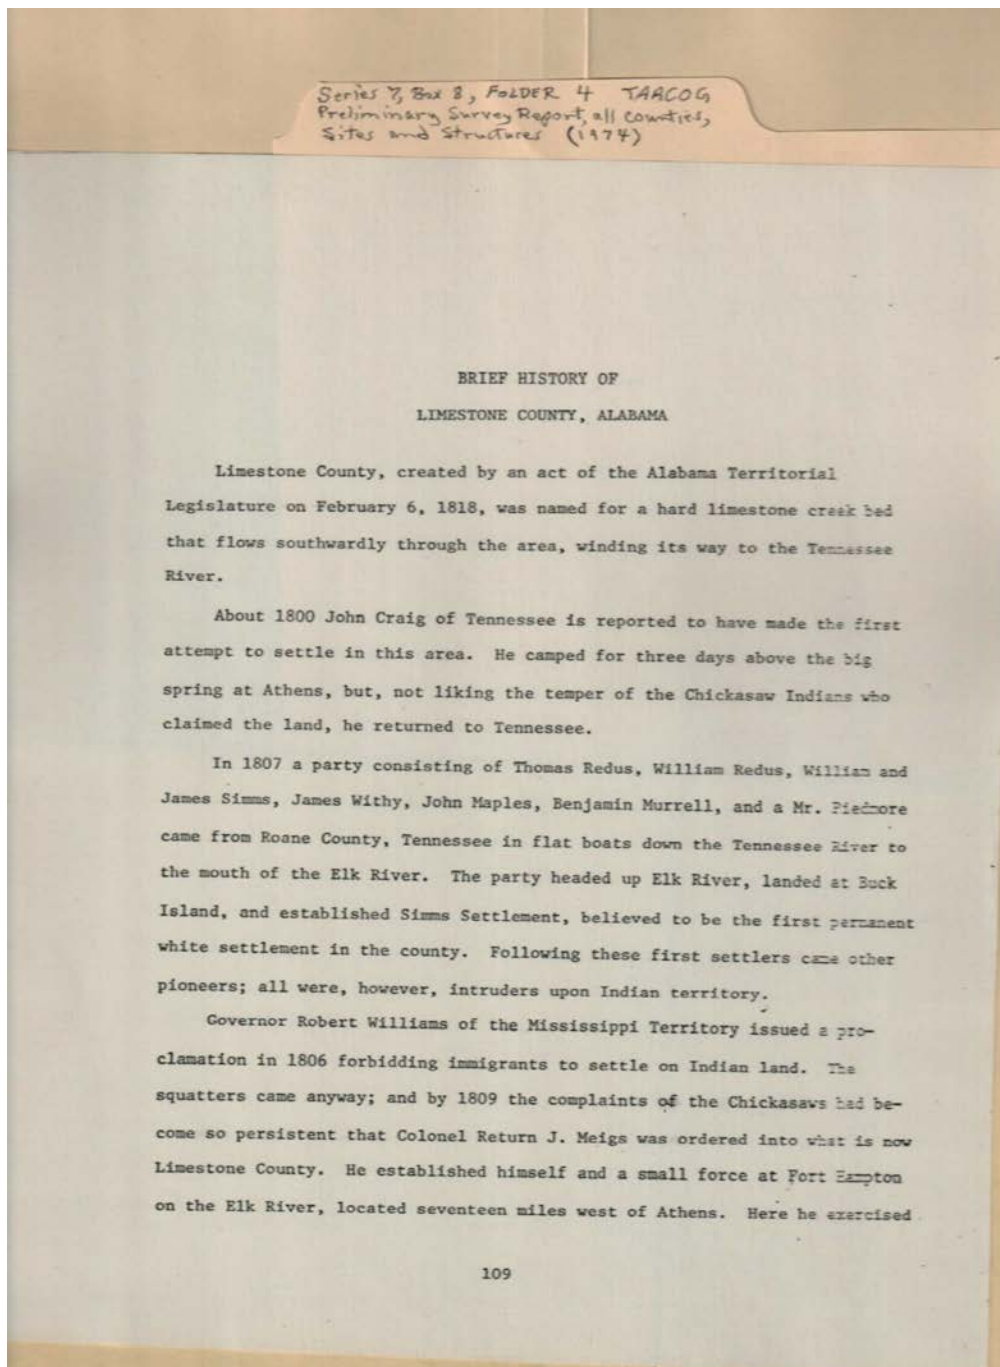 Series 7, Box 8, FOLDER 4 TARCOG
Preliminary Survey Report, all counties,
Sites and Structures (1974)
BRIEF HISTORY OF
LIMESTONE COUNTY, ALABAMA
Limestone County, created by an act of the Alabama Territorial
Legislature on February 6, 1818, was named for a hard limestone creek bed
that flows southwardly through the area, winding its way to the Tennessee
River.
About 1800 John Craig of Tennessee is reported to have made the first
attempt to settle in this area. He camped for three days above the big
spring at Athens, but, not liking the temper of the Chickasaw Indians who
claimed the land, he returned to Tennessee.
In 1807 a party consisting of Thomas Redus, William Redus, William and
James Simms, James Withy, John Maples, Benjamin Murrell, and a Mr. Piedmore
came from Roane County, Tennessee in flat boats down the Tennessee River to
the mouth of the Elk River. The party headed up Elk River, landed at Buck
Island, and established Simms Settlement, believed to be the first permanent
white settlement in the county. Following these first settlers came other
pioneers; all were, however, intruders upon Indian territory.
Governor Robert Williams of the Mississippi Territory issued a pro-
clamation in 1806 forbidding immigrants to settle on Indian land. The
squatters came anyway; and by 1809 the complaints of the Chickasaws had be-
come so persistent that Colonel Return J. Meigs was ordered into what is now
Limestone County. He established himself and a small force at Fort Hampton
on the Elk River, located seventeen miles west of Athens. Here he exercised
109